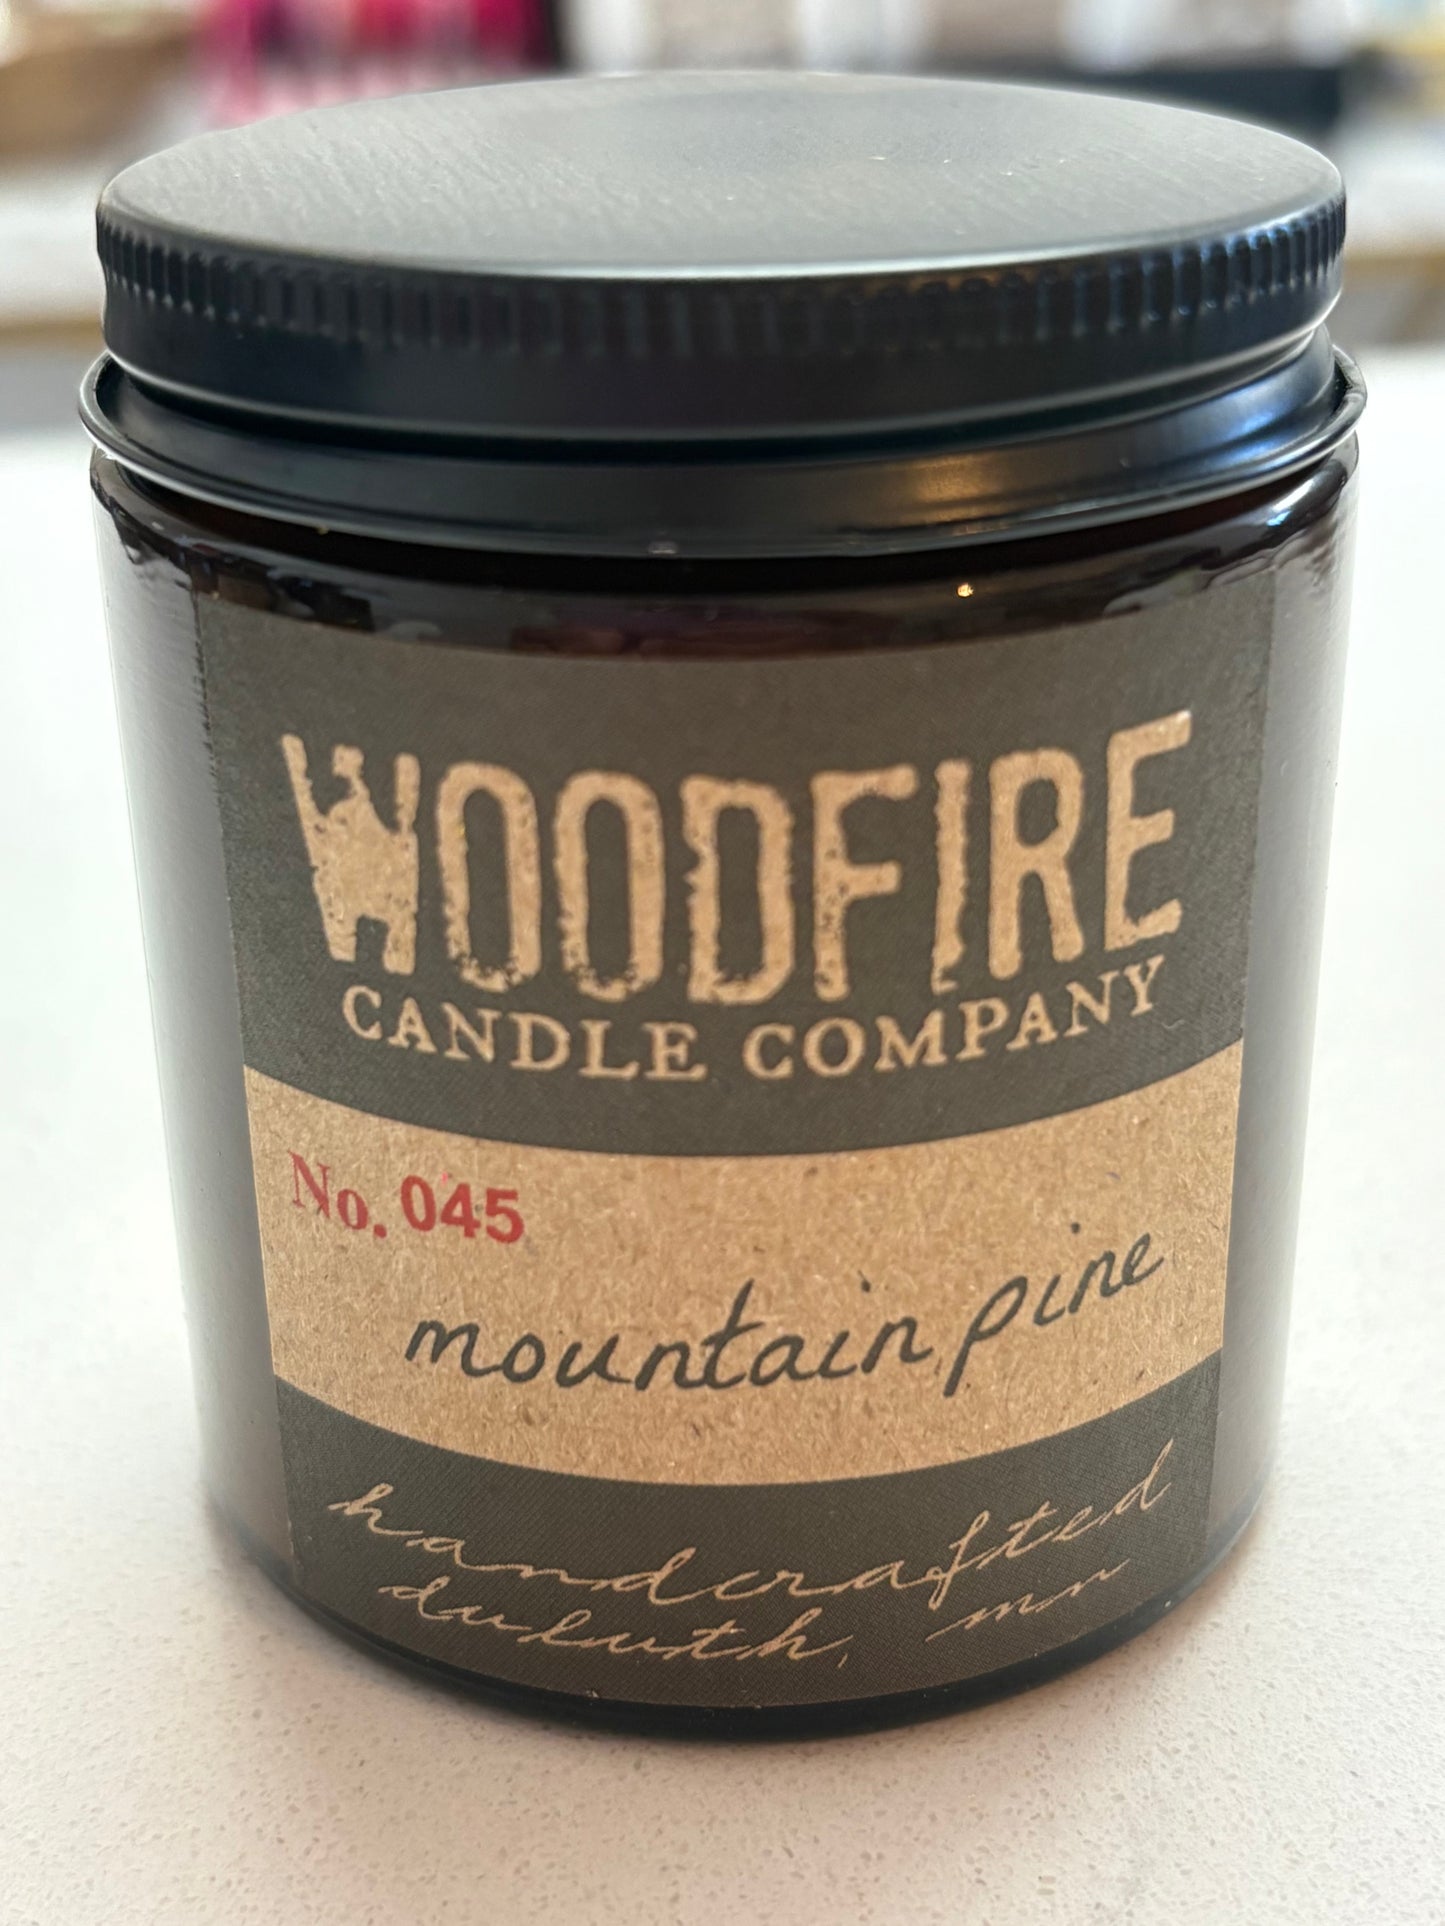 WOODFIRE
CANDLE COMPANY
No. 045
mountain pine
handcrafted
duluth, mn